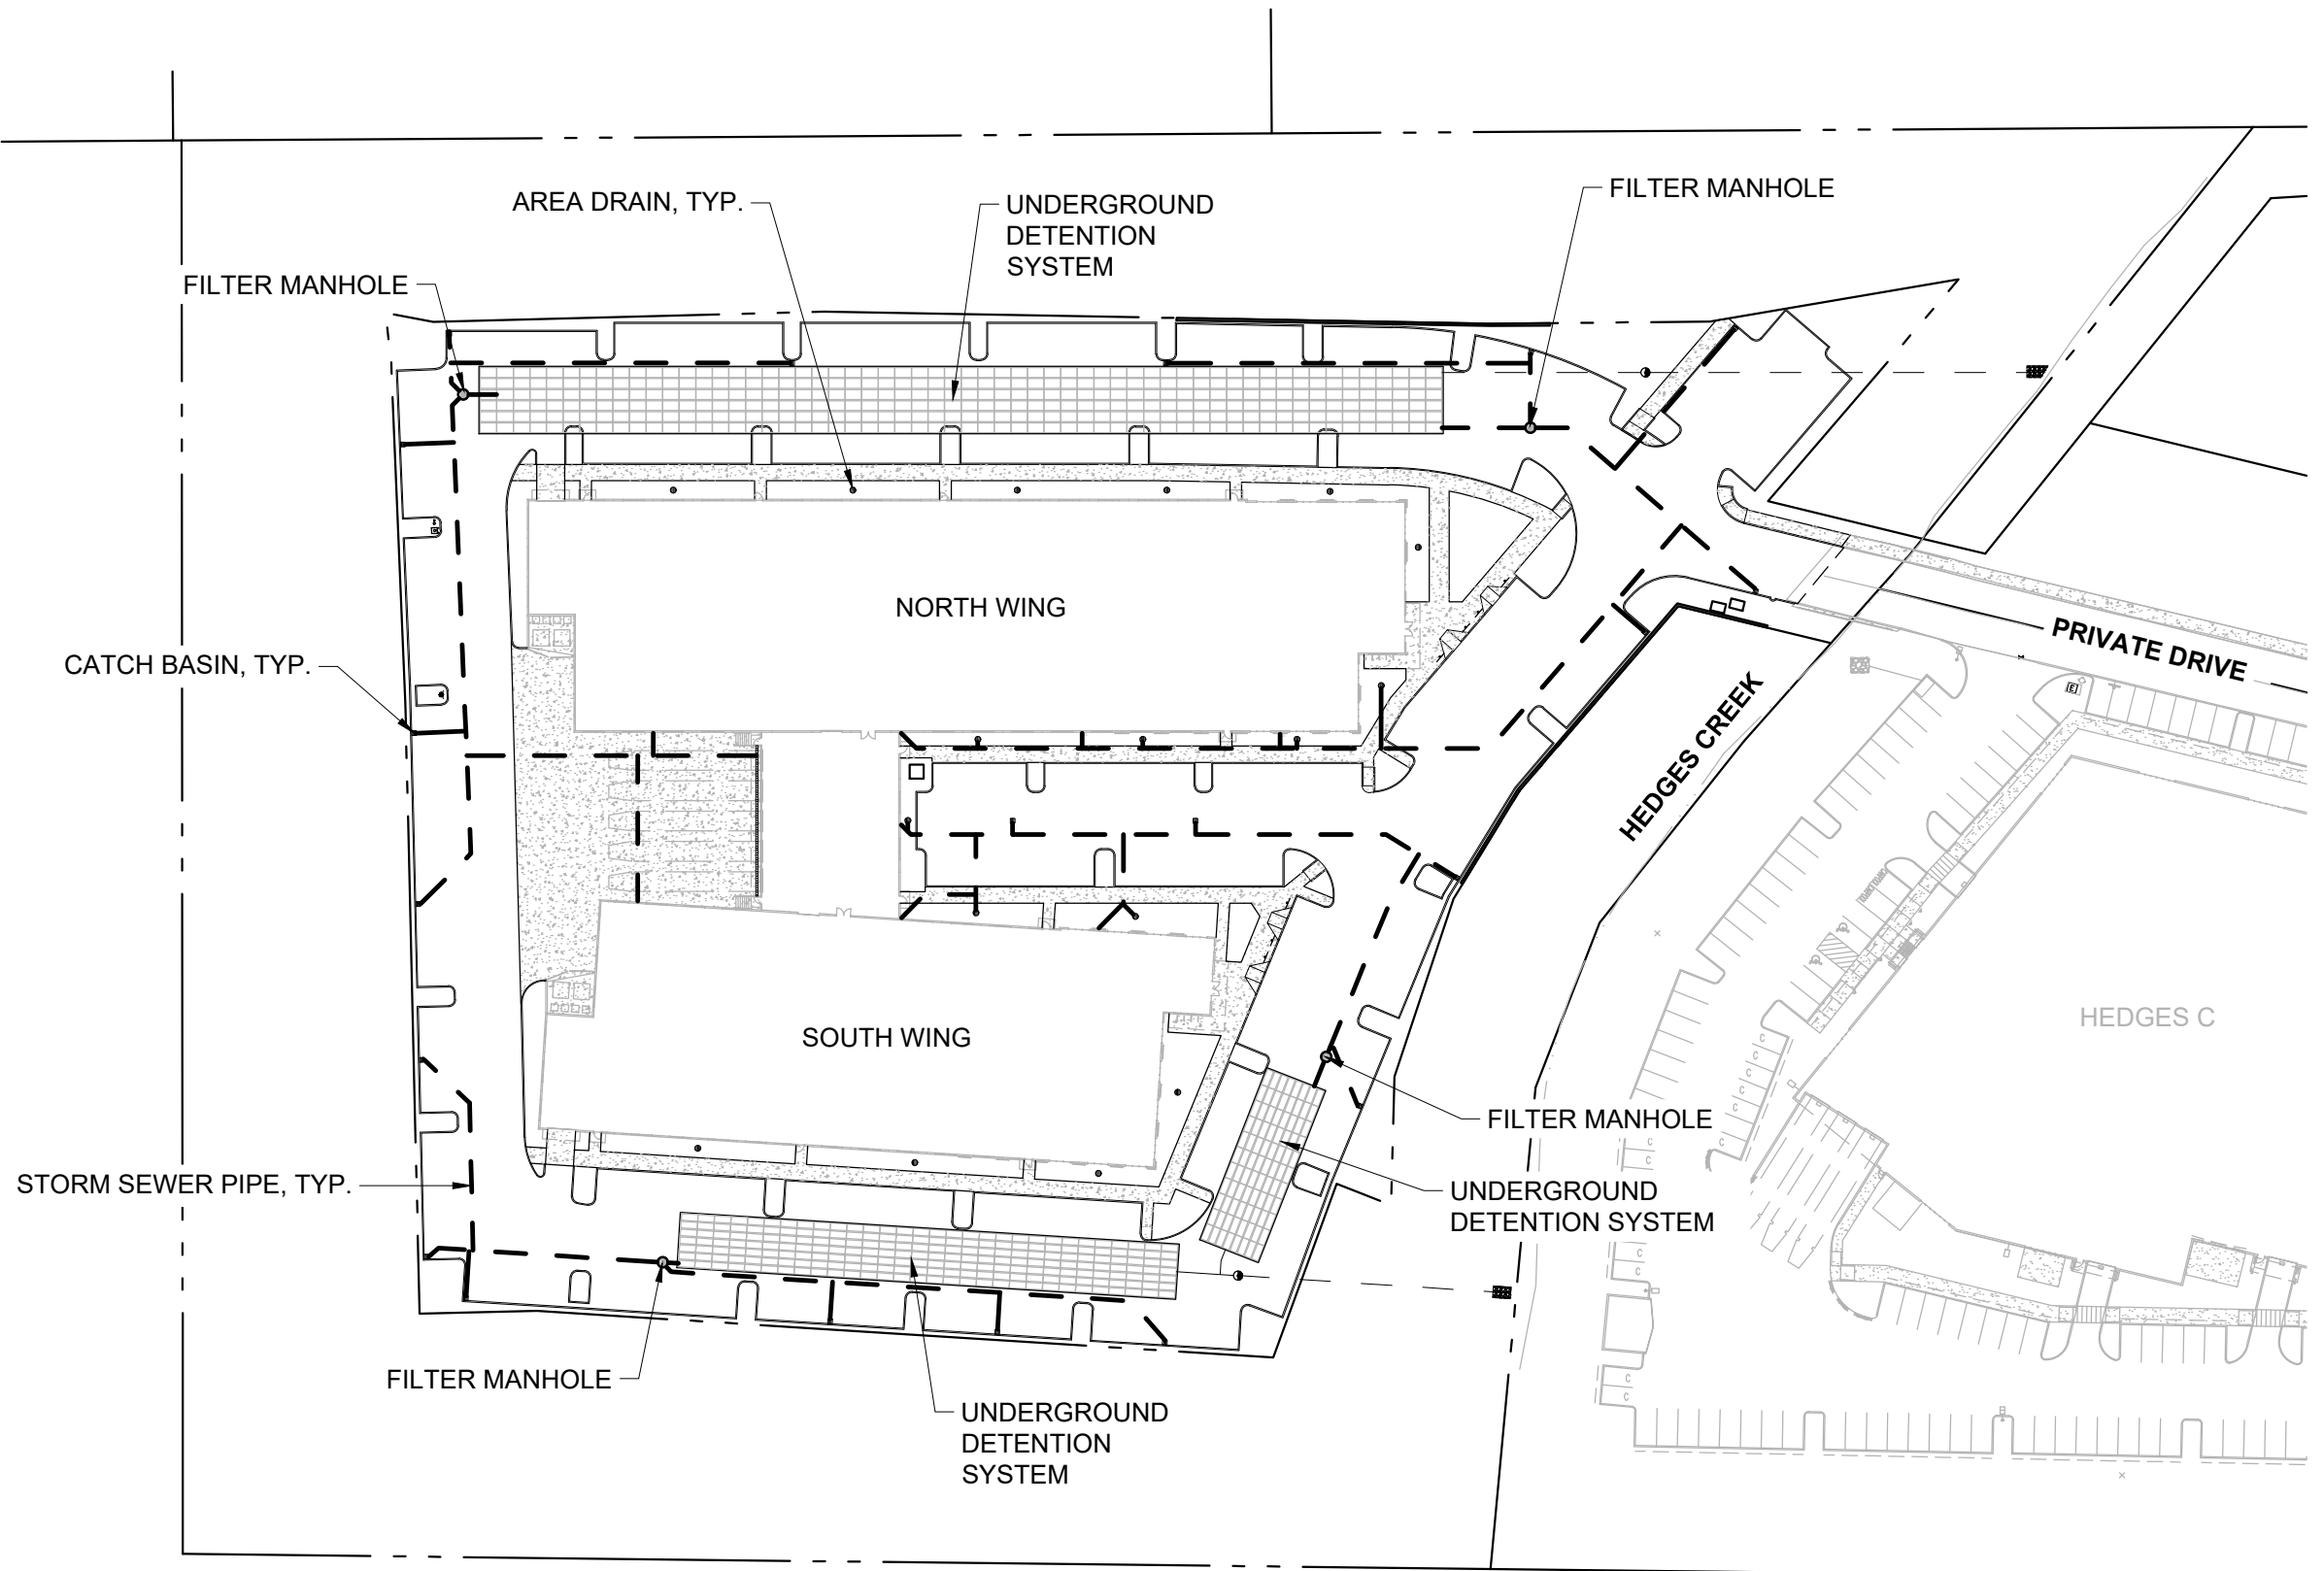 AREA DRAIN, TYP.
UNDERGROUND
DETENTION
SYSTEM
FILTER MANHOLE
FILTER MANHOLE
NORTH WING
CATCH BASIN, TYP.
PRIVATE DRIVE
HEDGES CREEK
SOUTH WING
HEDGES C
FILTER MANHOLE
STORM SEWER PIPE, TYP.
UNDERGROUND
DETENTION SYSTEM
FILTER MANHOLE
UNDERGROUND
DETENTION
SYSTEM